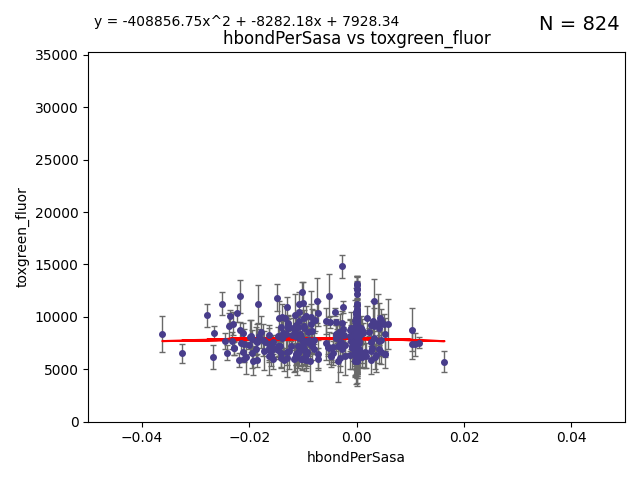 y = -408856.75x^2 + -8282.18x + 7928.34
N = 824
hbondPerSasa vs toxgreen_fluor
35000
30000
25000
20000
15000
10000
5000
0
toxgreen_fluor
−0.04
−0.02
0.00
0.02
0.04
hbondPerSasa